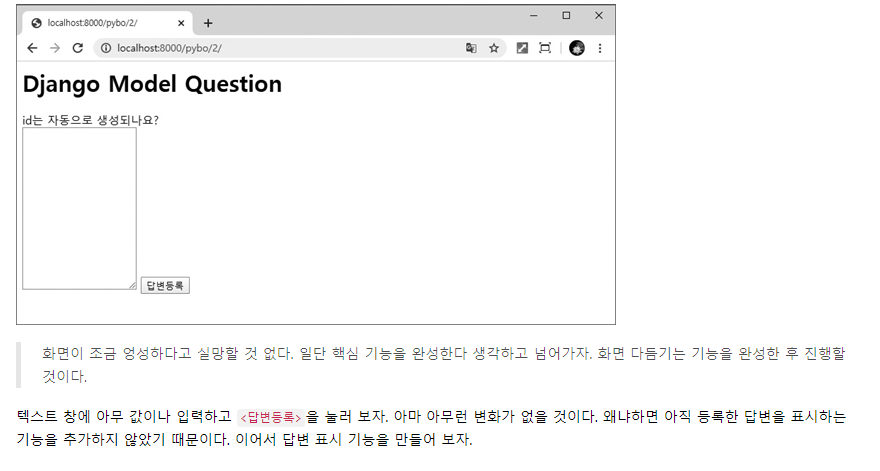 localhost:8000/pybo/2/
localhost:8000/pybo/2/
Django Model Question
id는 자동으로 생성되나요?
답변등록
화면이 조금 엉성하다고 실망할 것 없다. 일단 핵심 기능을 완성한다 생각하고 넘어가자. 화면 다듬기는 기능을 완성한 후 진행할
것이다.
텍스트 창에 아무 값이나 입력하고 <답변등록>을 눌러 보자. 아마 아무런 변화가 없을 것이다. 왜냐하면 아직 등록한 답변을 표시하는
기능을 추가하지 않았기 때문이다. 이어서 답변 표시 기능을 만들어 보자.